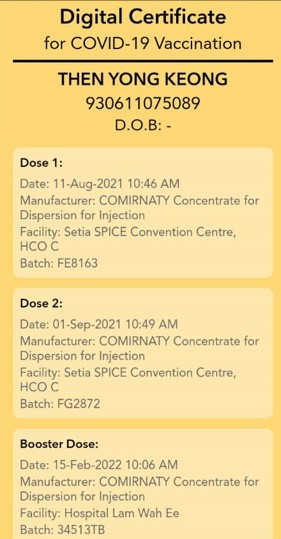 Digital Certificate
for COVID-19 Vaccination
THEN YONG KEONG
930611075089
D.O.B: -
Dose 1:
Date: 11-Aug-2021 10:46 AM
Manufacturer: COMIRNATY Concentrate for
Dispersion for Injection
Facility: Setia SPICE Convention Centre,
HCO C
Batch: FE8163
Dose 2:
Date: 01-Sep-2021 10:49 AM
Manufacturer: COMIRNATY Concentrate for
Dispersion for Injection
Facility: Setia SPICE Convention Centre,
HCO C
Batch: FG2872
Booster Dose:
Date: 15-Feb-2022 10:06 AM
Manufacturer: COMIRNATY Concentrate for
Dispersion for Injection
Facility: Hospital Lam Wah Ee
Batch: 34513TB